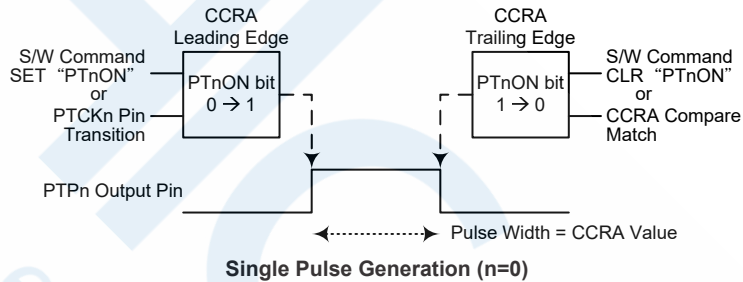 CCRA
Leading Edge
CCRA
Trailing Edge
S/W Command
SET “PTnON”
or
PTCKn Pin
Transition
PTnON bit
0 → 1
PTnON bit
1 → 0
S/W Command
CLR “PTnON”
or
CCRA Compare
Match
PTPn Output Pin
Pulse Width = CCRA Value
Single Pulse Generation (n=0)